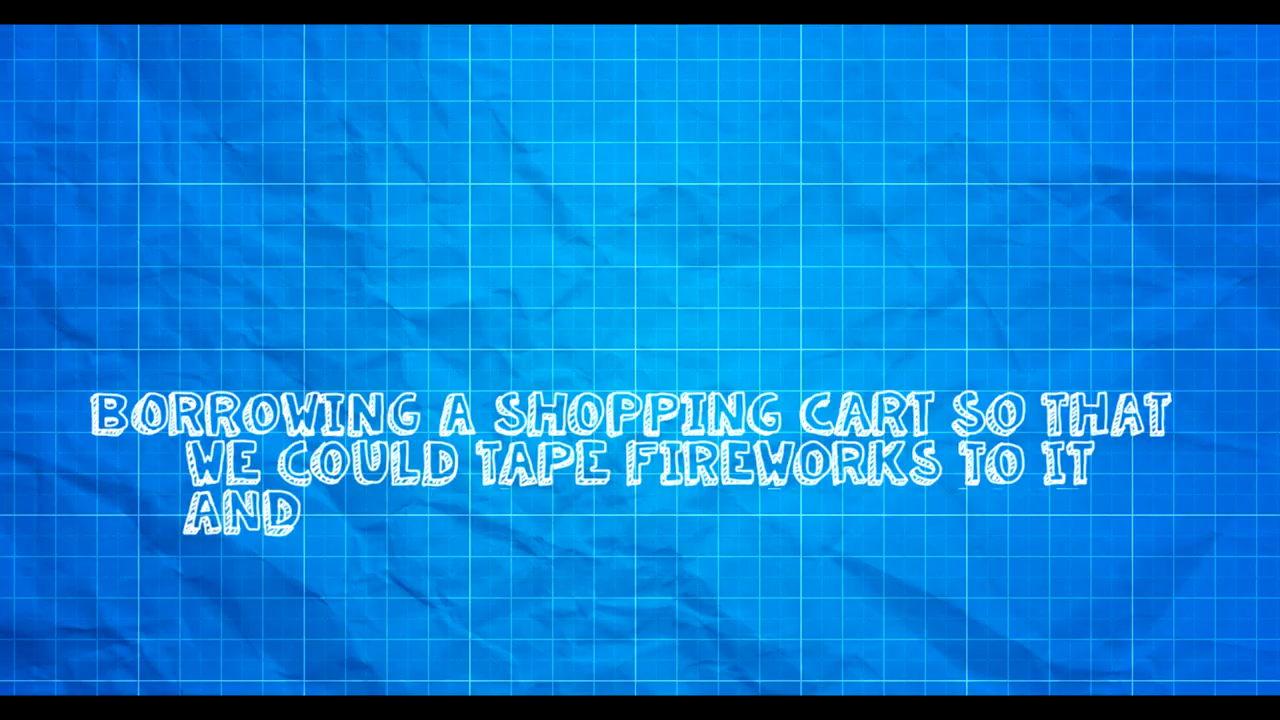 BORROWING A SHOPPING CART SO THAT
WE COULD TAPE FIREWORKS TO IT
AND